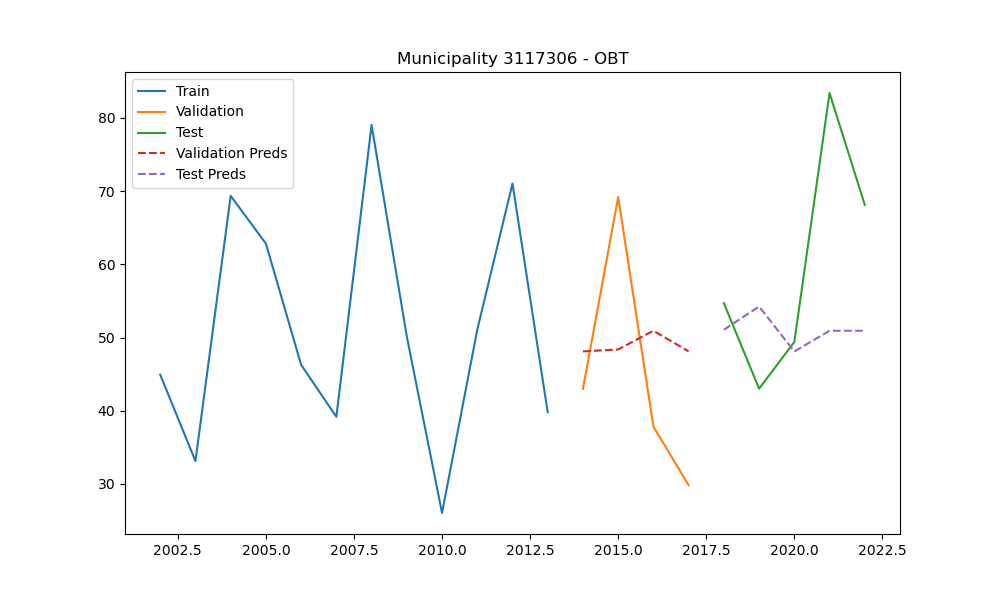 Municipality 3117306 - OBT
Train
Validation
Test
Validation Preds
Test Preds
80
70
60
50
40
30
2002.5 2005.0 2007.5 2010.0 2012.5 2015.0 2017.5 2020.0 2022.5